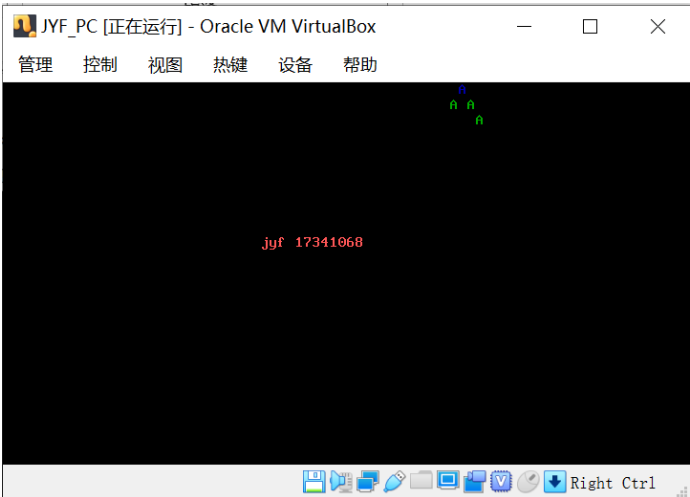 JYF_PC [正在运行] - Oracle VM VirtualBox
管理 控制 视图 热键 设备 帮助
A
A A
A
jyf 17341068
V
Right Ctrl